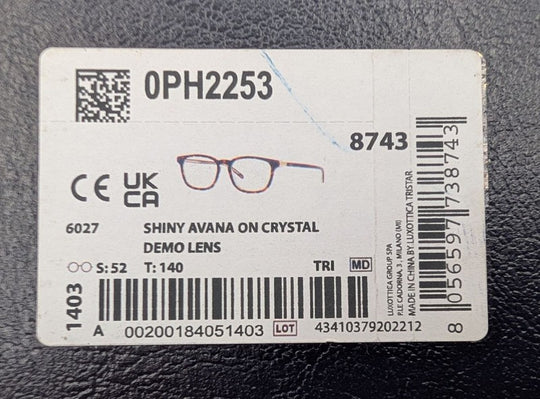 0PH2253
8743
CE UK
CA
6027 SHINY AVANA ON CRYSTAL
DEMO LENS
S: 52 T: 140 TRI MD
1403
A 00200184051403 LOT 43410379202212
LUXOTTICA GROUP SPA
P.LE CADORNA, 3 . MILANO (MI)
MADE IN CHINA BY LUXOTTICA TRISTAR
8 056597 738743